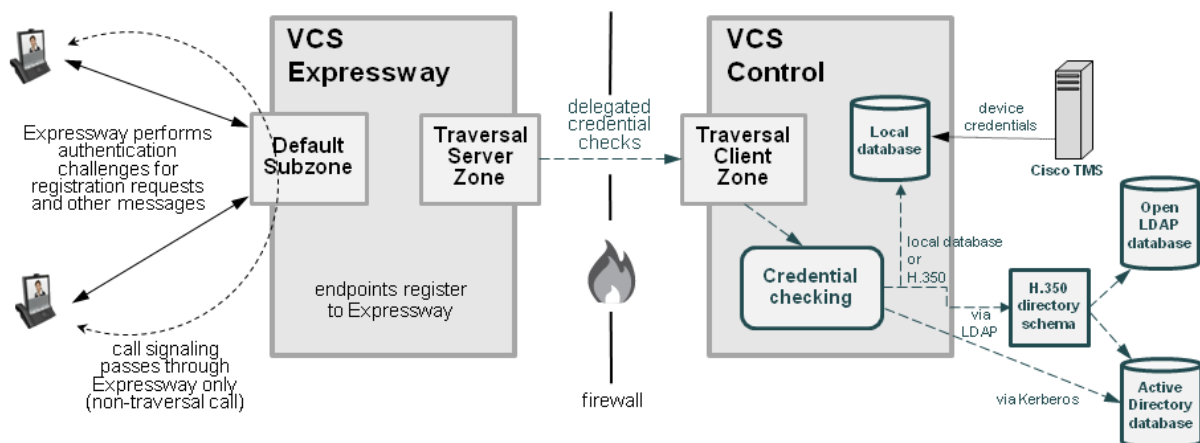 VCS
Expressway
VCS
Control
Expressway performs
authentication
challenges for
registration requests
and other messages
Default
Subzone
Traversal
Server
Zone
delegated
credential
checks
Traversal
Client
Zone
Local
database
device
credentials
Cisco TMS
Open
LDAP
database
local database
or
H.350
Credential
checking
endpoints register
to Expressway
H.350
directory
schema
via
LDAP
call signaling
passes through
Expressway only
(non-traversal call)
firewall
via Kerberos
Active
Directory
database